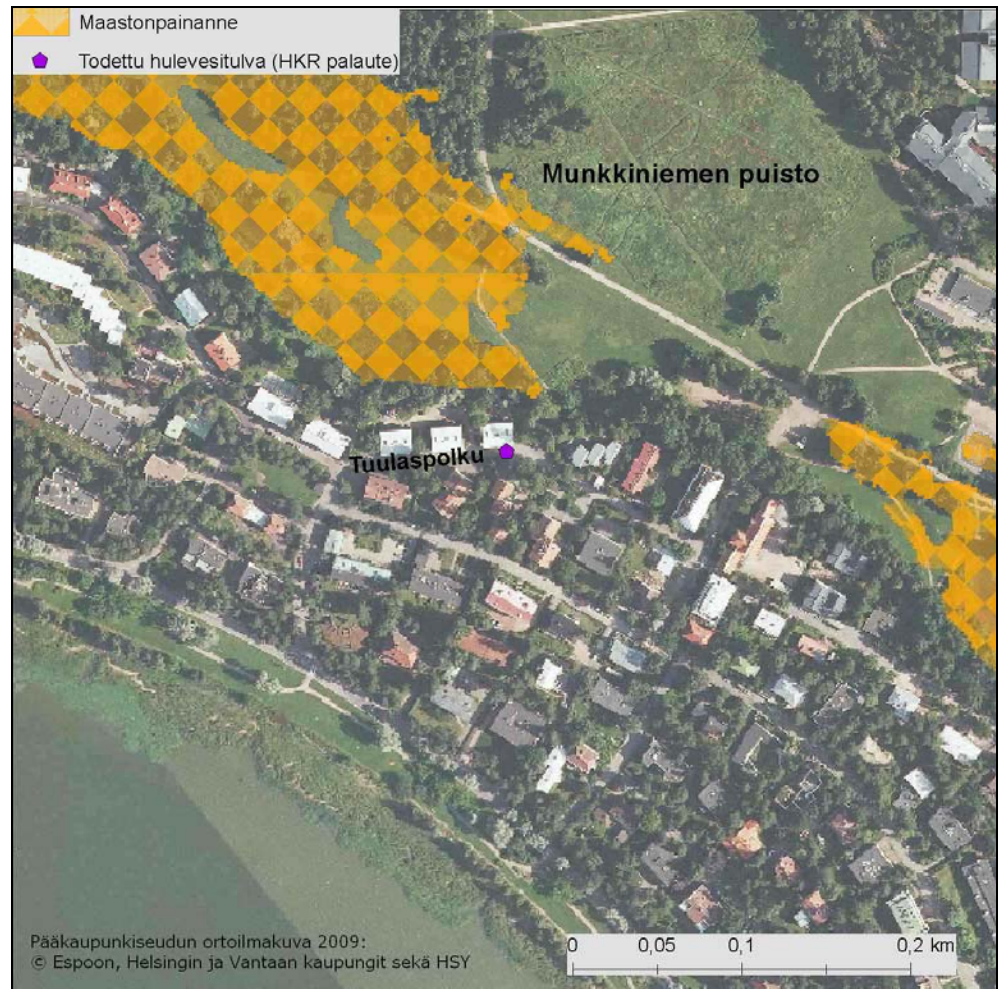 Maastonpainanne
Todettu hulevesitulva (HKR palaute)
Munkkiniemen puisto
Tuulaspolku
Pääkaupunkiseudun ortoilmakuva 2009:
© Espoon, Helsingin ja Vantaan kaupungit sekä HSY
0 0,05 0,1 0,2 km